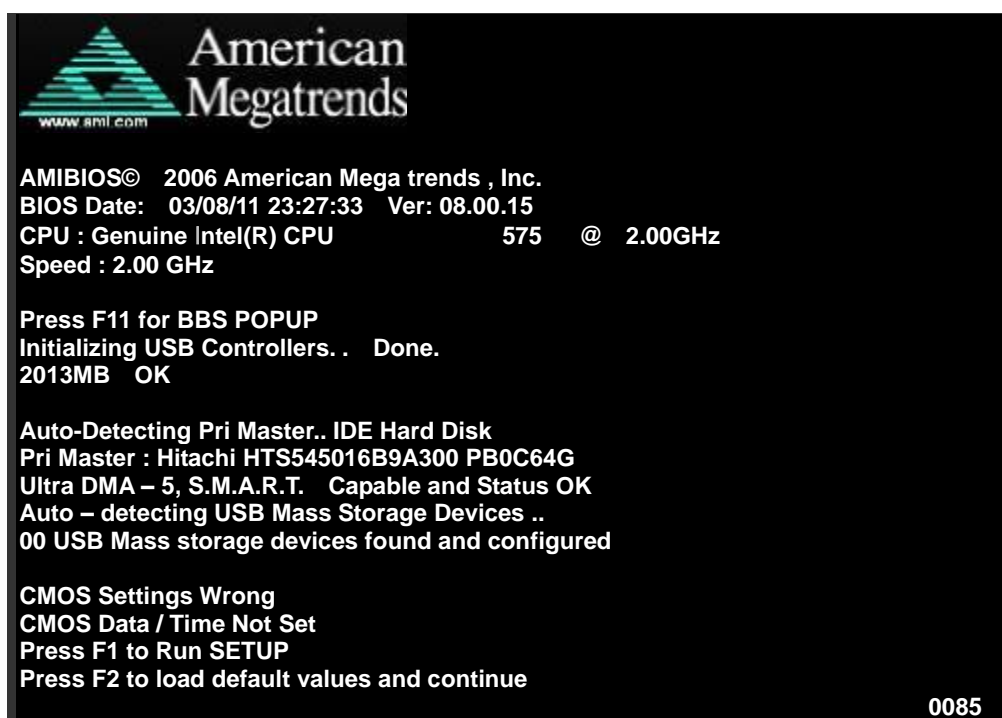 American
Megatrends
www.ami.com
AMIBIOS© 2006 American Mega trends , Inc.
BIOS Date: 03/08/11 23:27:33 Ver: 08.00.15
CPU : Genuine Intel(R) CPU 575 @ 2.00GHz
Speed : 2.00 GHz
Press F11 for BBS POPUP
Initializing USB Controllers. . Done.
2013MB OK
Auto-Detecting Pri Master.. IDE Hard Disk
Pri Master : Hitachi HTS545016B9A300 PB0C64G
Ultra DMA – 5, S.M.A.R.T. Capable and Status OK
Auto – detecting USB Mass Storage Devices ..
00 USB Mass storage devices found and configured
CMOS Settings Wrong
CMOS Data / Time Not Set
Press F1 to Run SETUP
Press F2 to load default values and continue
0085